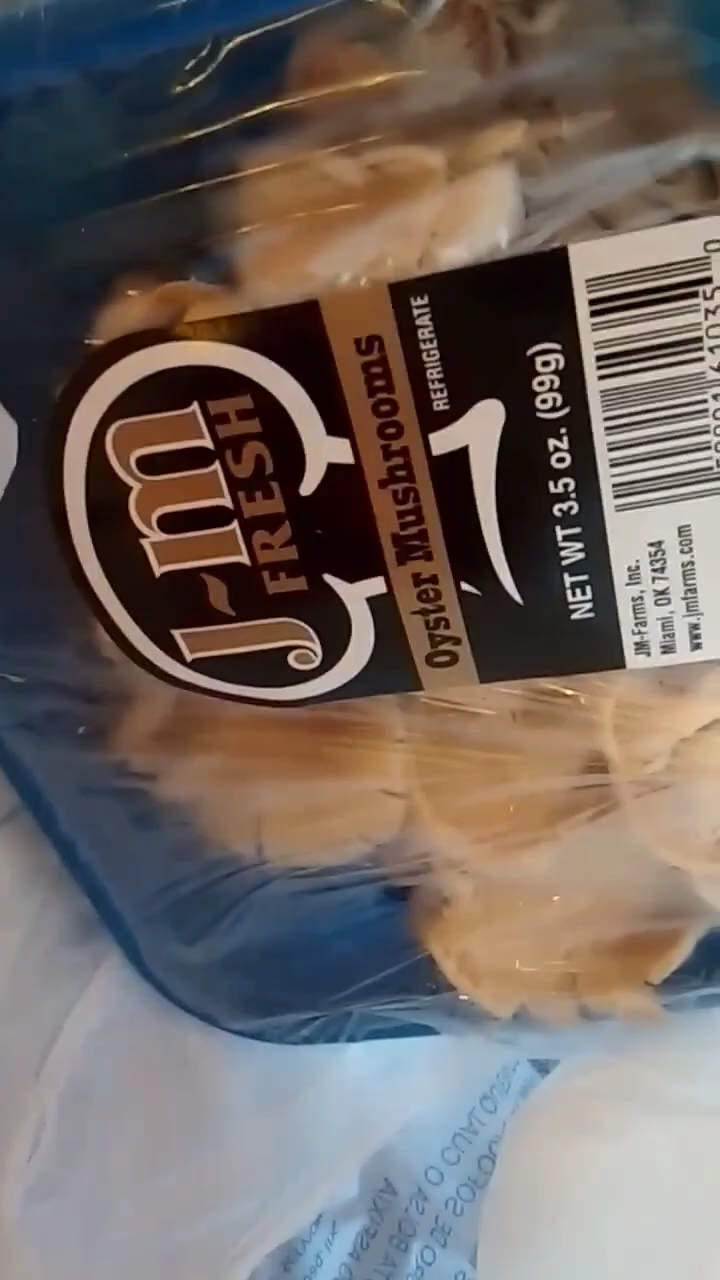 J-m
FRESH
Oyster Mushrooms
REFRIGERATE
NET WT 3.5 oz. (99g)
JM-Farms, Inc.
Miami, OK 74354
www.jmfarms.com